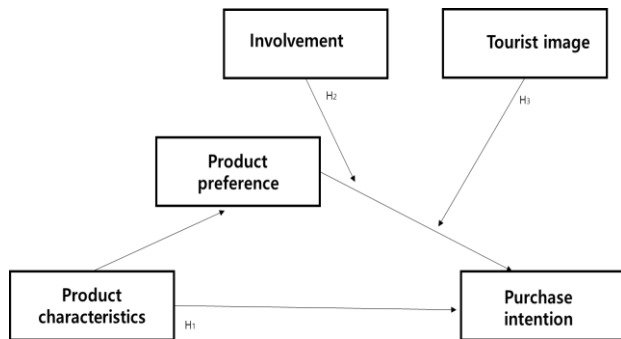 Involvement
Tourist image
H2
H3
Product
preference
Product
characteristics
H1
Purchase
intention